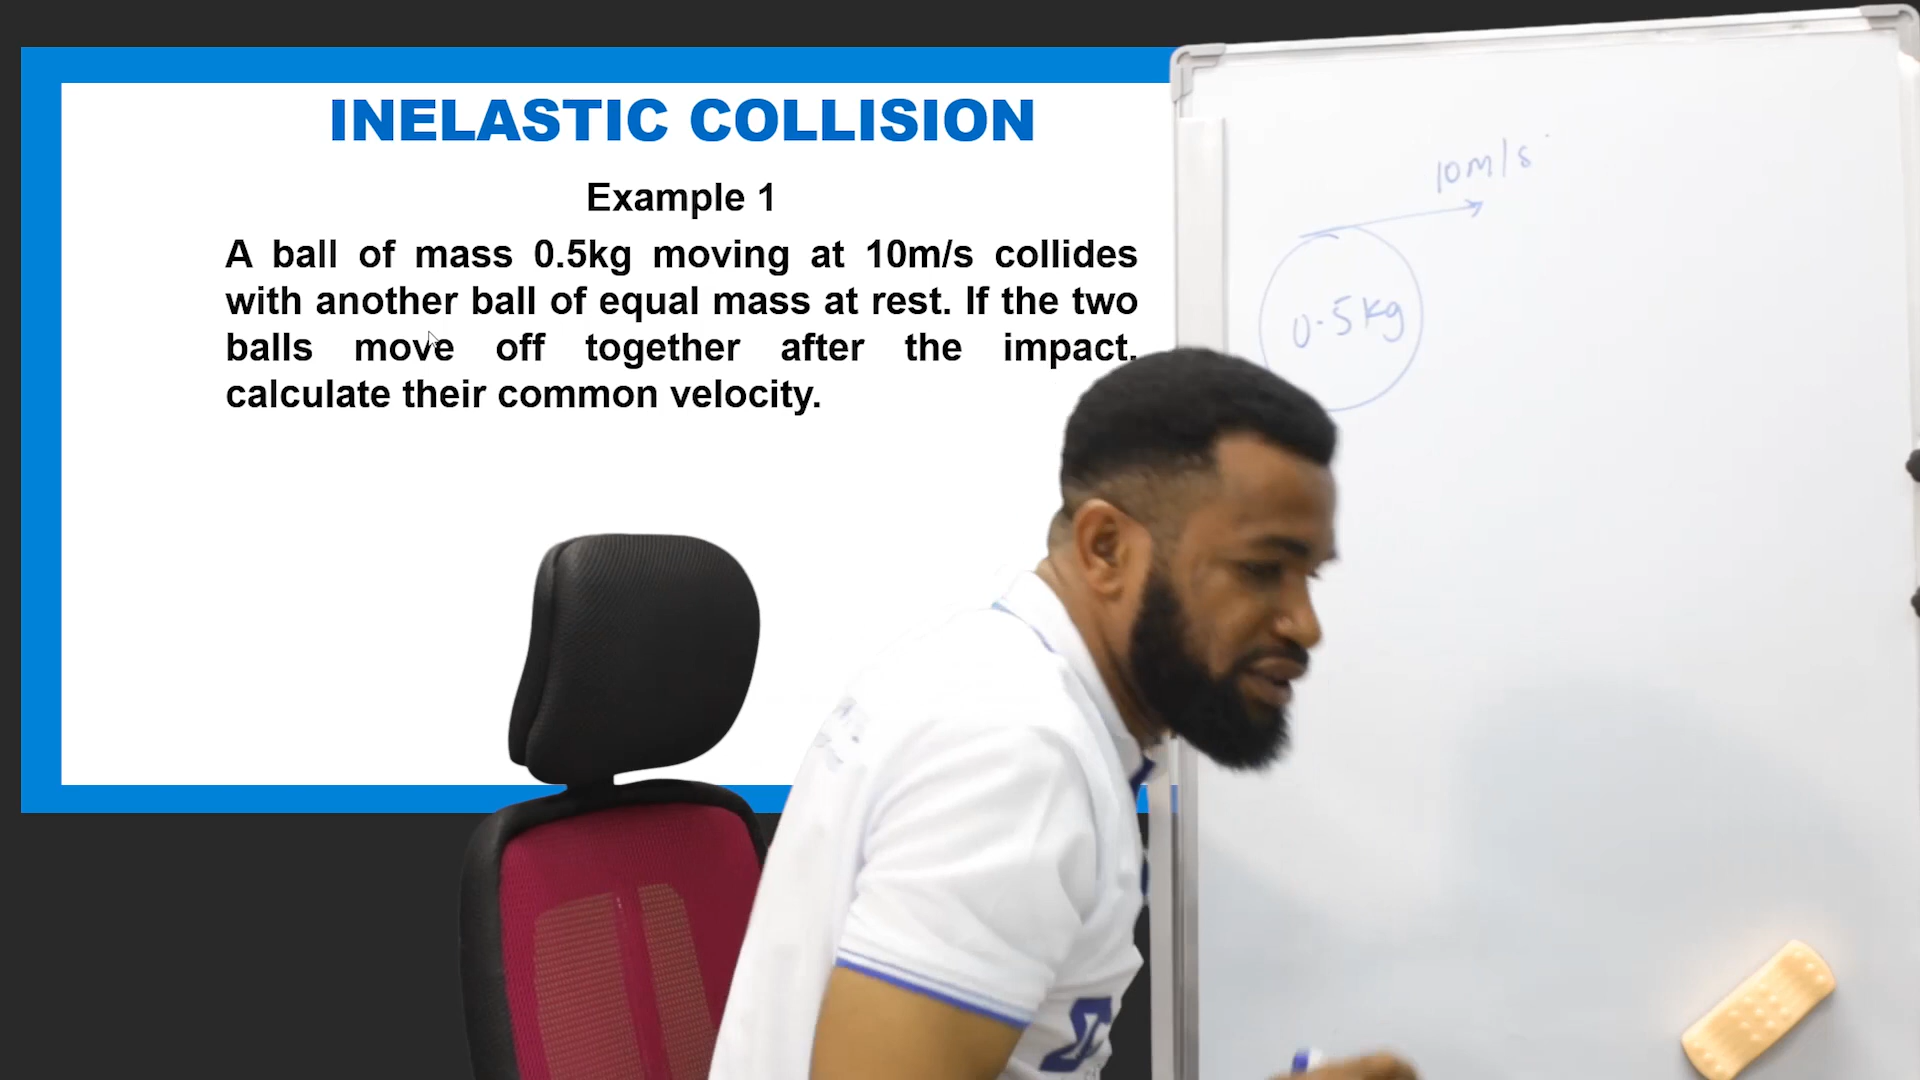 INELASTIC COLLISION
Example 1
A ball of mass 0.5kg moving at 10m/s collides
with another ball of equal mass at rest. If the two
balls move off together after the impact,
calculate their common velocity.
10m/s
0.5kg